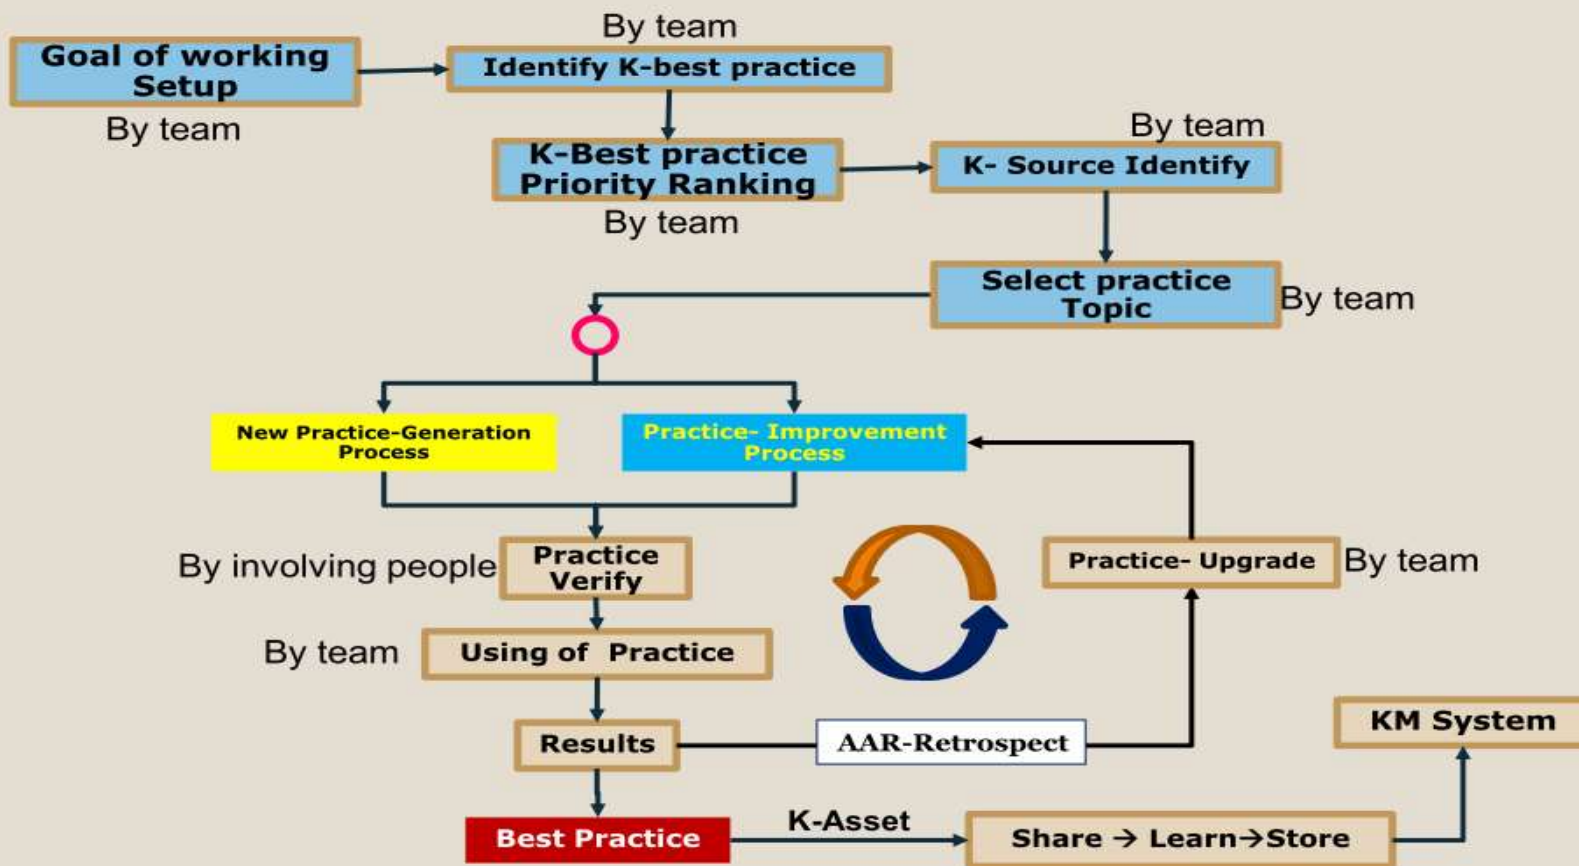 By team
Goal of working
Setup
By team
Identify K-best practice
K-Best practice
Priority Ranking
By team
By team
K- Source Identify
Select practice
Topic
By team
New Practice-Generation
Process
Practice- Improvement
Process
By involving people
Practice
Verify
Practice- Upgrade
By team
By team
Using of Practice
Results
AAR-Retrospect
KM System
Best Practice
K-Asset
Share → Learn→Store